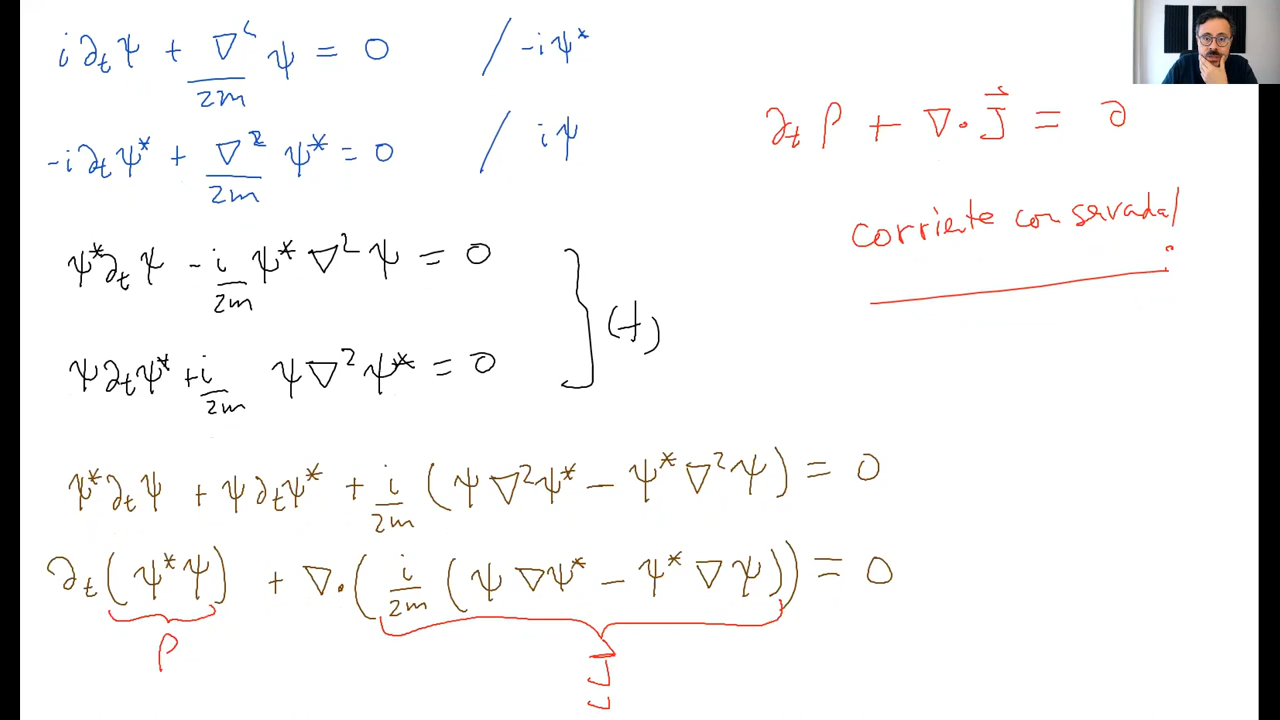 i ∂ₜψ + ∇²/2m ψ = 0 / -iψ*
-i ∂ₜψ* + ∇²/2m ψ* = 0 / iψ
ψ*∂ₜψ - i/2m ψ*∇²ψ = 0
ψ∂ₜψ* + i/2m ψ∇²ψ* = 0
} (+)
ψ*∂ₜψ + ψ∂ₜψ* + i/2m (ψ∇²ψ* - ψ*∇²ψ) = 0
∂ₜ(ψ*ψ) + ∇·(i/2m (ψ∇ψ* - ψ*∇ψ)) = 0
ρ
J
∂ₜρ + ∇·J⃗ = 0
corriente conservada!